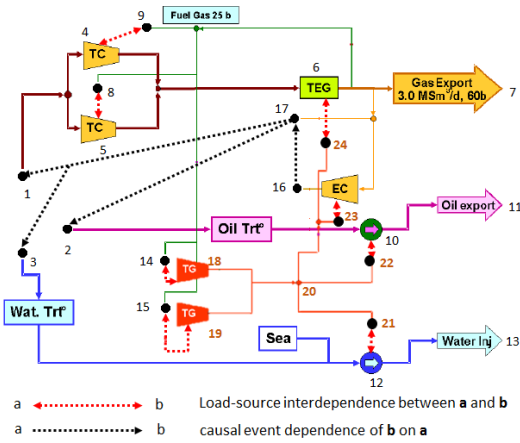 9
Fuel Gas 25 b
4
TC
6
8
TEG
Gas Export
3.0 MSm³/d, 60b
7
TC
5
17
24
1
16
EC
23
2
Oil Trtº
Oil export
11
10
3
14
18
TG
22
15
20
Wat. Trtº
TG
21
19
Sea
Water Inj
13
12
a b Load-source interdependence between a and b
a b causal event dependence of b on a